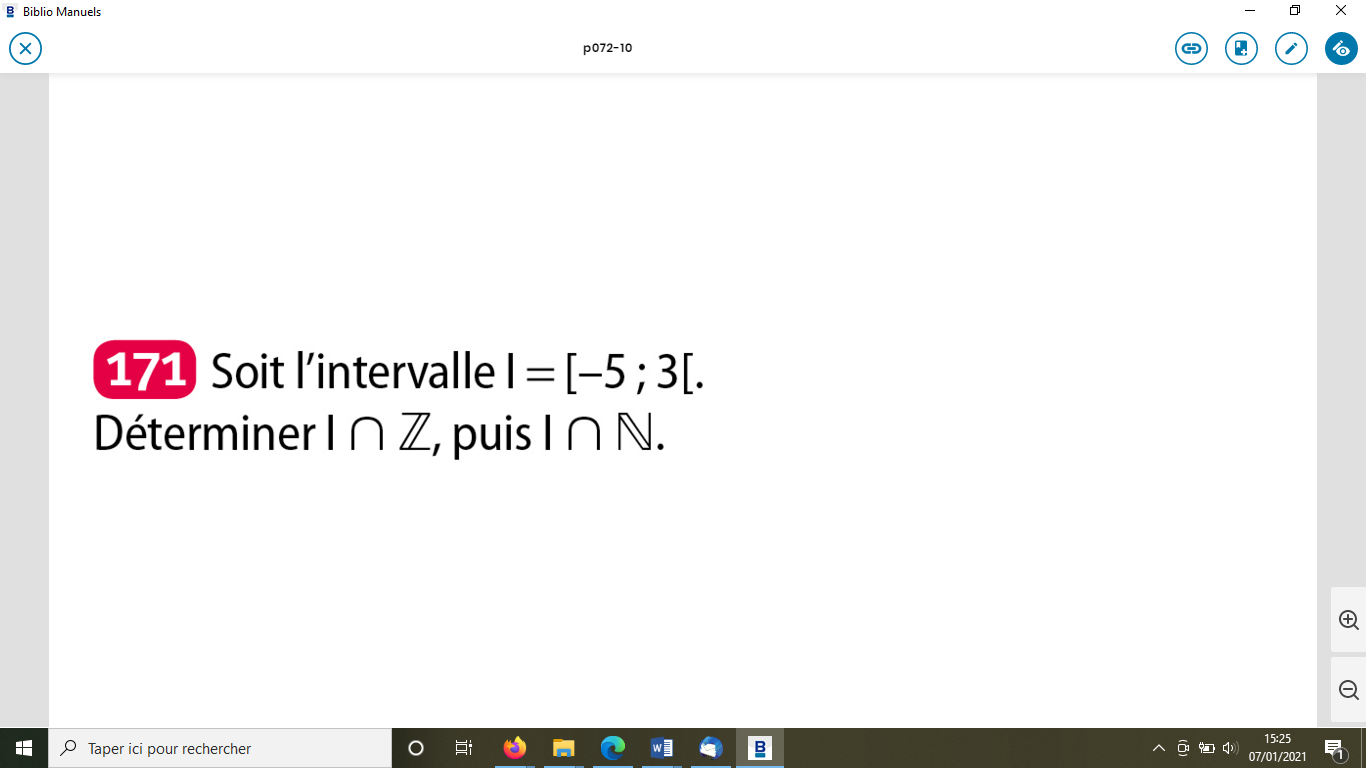 Biblio Manuels
p072-10
171 Soit l’intervalle I = [–5 ; 3[.
Déterminer I ∩ ℤ, puis I ∩ ℕ.
Taper ici pour rechercher
15:25
07/01/2021
1